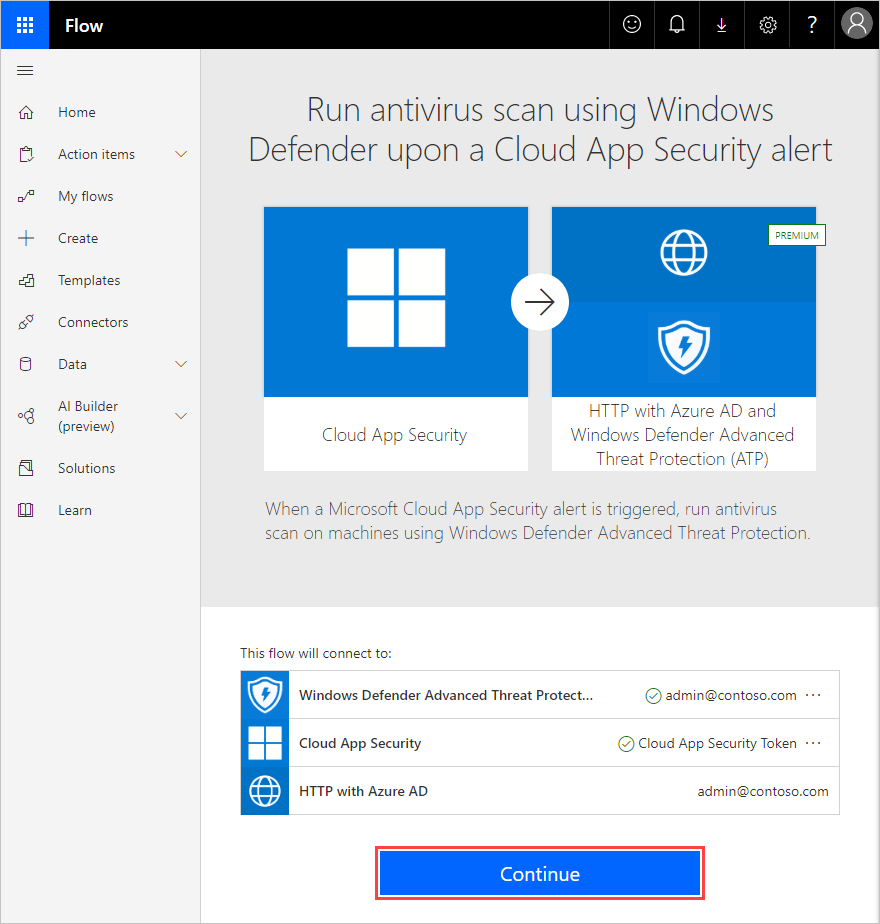 Flow
?
Home
Action items
My flows
Create
Templates
Connectors
Data
AI Builder
(preview)
Solutions
Learn
Run antivirus scan using Windows
Defender upon a Cloud App Security alert
PREMIUM
Cloud App Security
HTTP with Azure AD and
Windows Defender Advanced
Threat Protection (ATP)
When a Microsoft Cloud App Security alert is triggered, run antivirus
scan on machines using Windows Defender Advanced Threat Protection.
This flow will connect to:
Windows Defender Advanced Threat Protect... admin@contoso.com ···
Cloud App Security Cloud App Security Token ···
HTTP with Azure AD admin@contoso.com
Continue